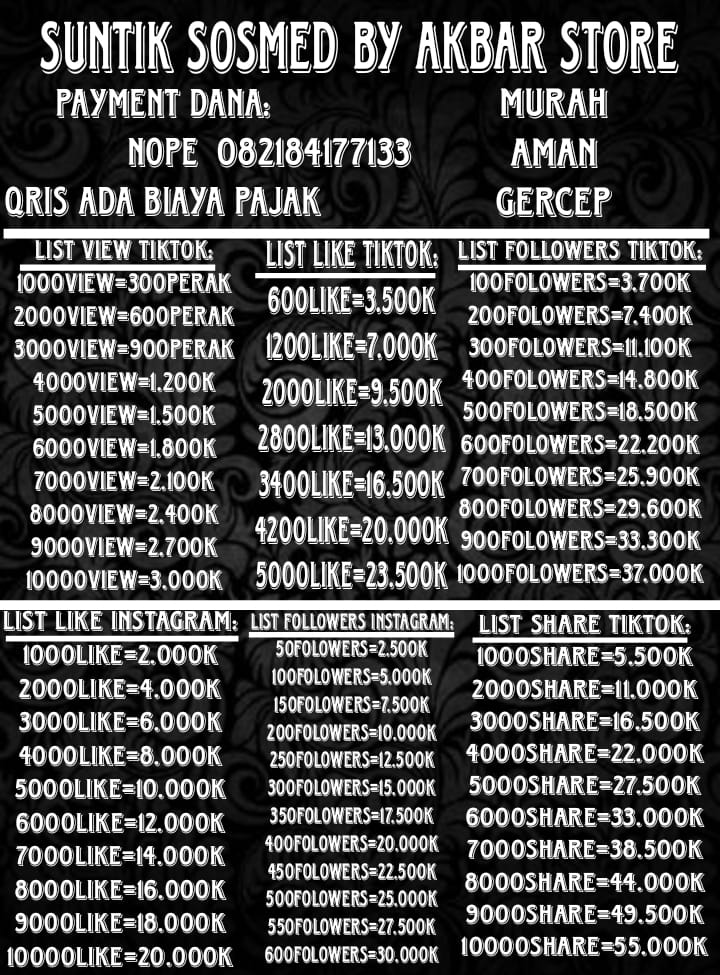 SUNTIK SOSMED BY AKBAR STORE
PAYMENT DANA:
NOPE 082184177133
QRIS ADA BIAYA PAJAK
MURAH
AMAN
GERCEP
LIST VIEW TIKTOK:
1000VIEW=300PERAK
2000VIEW=600PERAK
3000VIEW=900PERAK
4000VIEW=1.200K
5000VIEW=1.500K
6000VIEW=1.800K
7000VIEW=2.100K
8000VIEW=2.400K
9000VIEW=2.700K
10000VIEW=3.000K
LIST LIKE TIKTOK:
600LIKE=3.500K
1200LIKE=7.000K
2000LIKE=9.500K
2800LIKE=13.000K
3400LIKE=16.500K
4200LIKE=20.000K
5000LIKE=23.500K
LIST FOLLOWERS TIKTOK:
100FOLOWERS=3.700K
200FOLOWERS=7.400K
300FOLOWERS=11.100K
400FOLOWERS=14.800K
500FOLOWERS=18.500K
600FOLOWERS=22.200K
700FOLOWERS=25.900K
800FOLOWERS=29.600K
900FOLOWERS=33.300K
1000FOLOWERS=37.000K
LIST LIKE INSTAGRAM:
1000LIKE=2.000K
2000LIKE=4.000K
3000LIKE=6.000K
4000LIKE=8.000K
5000LIKE=10.000K
6000LIKE=12.000K
7000LIKE=14.000K
8000LIKE=16.000K
9000LIKE=18.000K
10000LIKE=20.000K
LIST FOLLOWERS INSTAGRAM:
50FOLOWERS=2.500K
100FOLOWERS=5.000K
150FOLOWERS=7.500K
200FOLOWERS=10.000K
250FOLOWERS=12.500K
300FOLOWERS=15.000K
350FOLOWERS=17.500K
400FOLOWERS=20.000K
450FOLOWERS=22.500K
500FOLOWERS=25.000K
550FOLOWERS=27.500K
600FOLOWERS=30.000K
LIST SHARE TIKTOK:
1000SHARE=5.500K
2000SHARE=11.000K
3000SHARE=16.500K
4000SHARE=22.000K
5000SHARE=27.500K
6000SHARE=33.000K
7000SHARE=38.500K
8000SHARE=44.000K
9000SHARE=49.500K
10000SHARE=55.000K